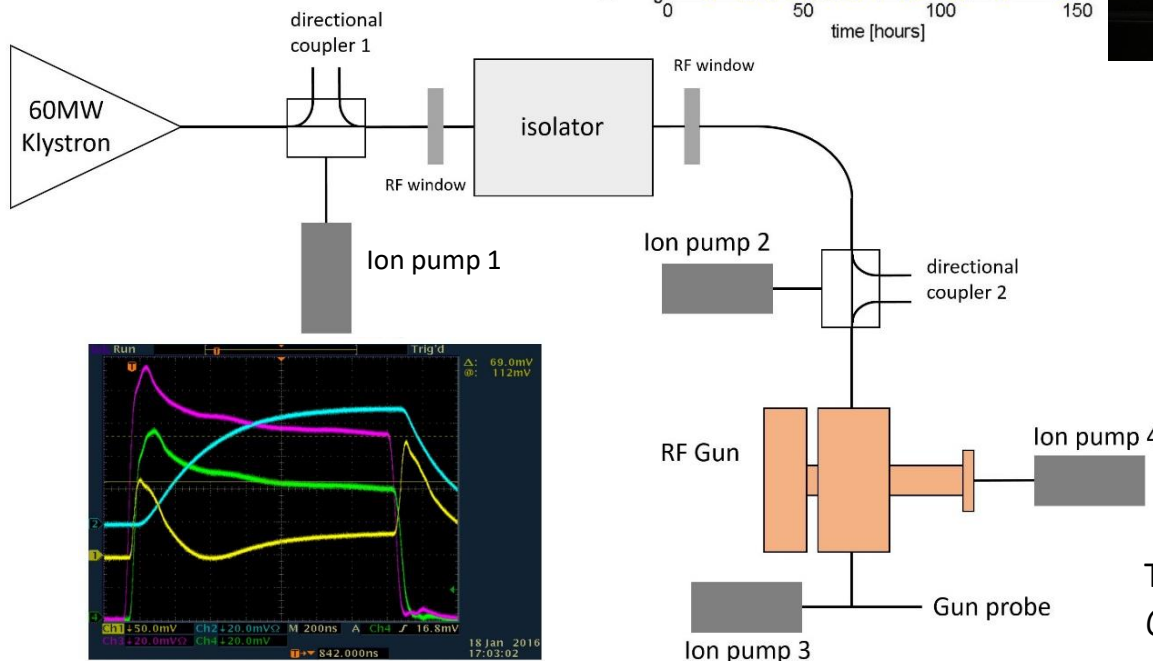 0
50
100
150
time [hours]
directional
coupler 1
RF window
60MW
Klystron
isolator
RF window
Ion pump 1
Ion pump 2
directional
coupler 2
Run
Trig'd
Δ: 69.0mV
@: 112mV
2
1
4
Ch1 50.0mV Ch2 20.0mVΩ M 200ns A Ch4 16.8mV
Ch3 20.0mVΩ Ch4 20.0mV
842.000ns
18 Jan 2016
17:03:02
RF Gun
Ion pump 4
Gun probe
Ion pump 3